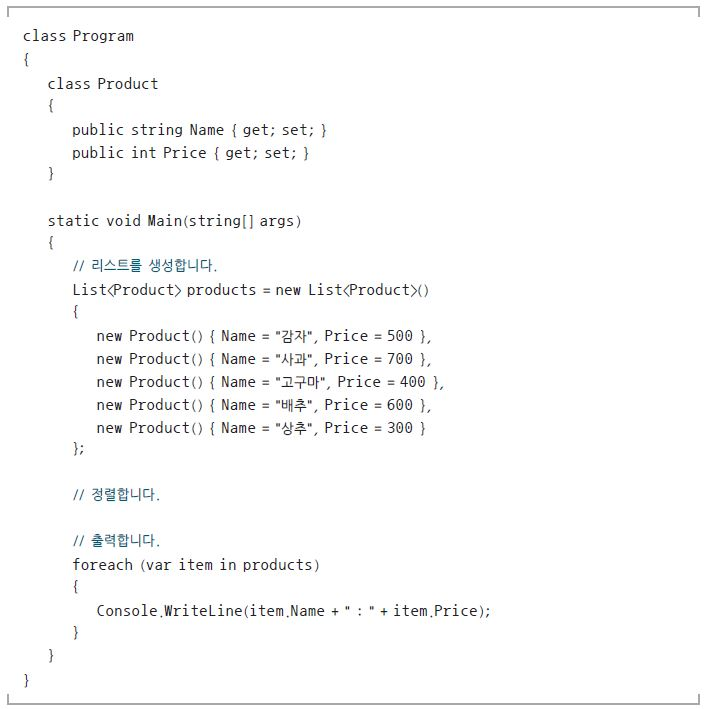 class Program
{
class Product
{
public string Name { get; set; }
public int Price { get; set; }
}
static void Main(string[] args)
{
// 리스트를 생성합니다.
List<Product> products = new List<Product>()
{
new Product() { Name = "감자", Price = 500 },
new Product() { Name = "사과", Price = 700 },
new Product() { Name = "고구마", Price = 400 },
new Product() { Name = "배추", Price = 600 },
new Product() { Name = "상추", Price = 300 }
};
// 정렬합니다.
// 출력합니다.
foreach (var item in products)
{
Console.WriteLine(item.Name + " : " + item.Price);
}
}
}